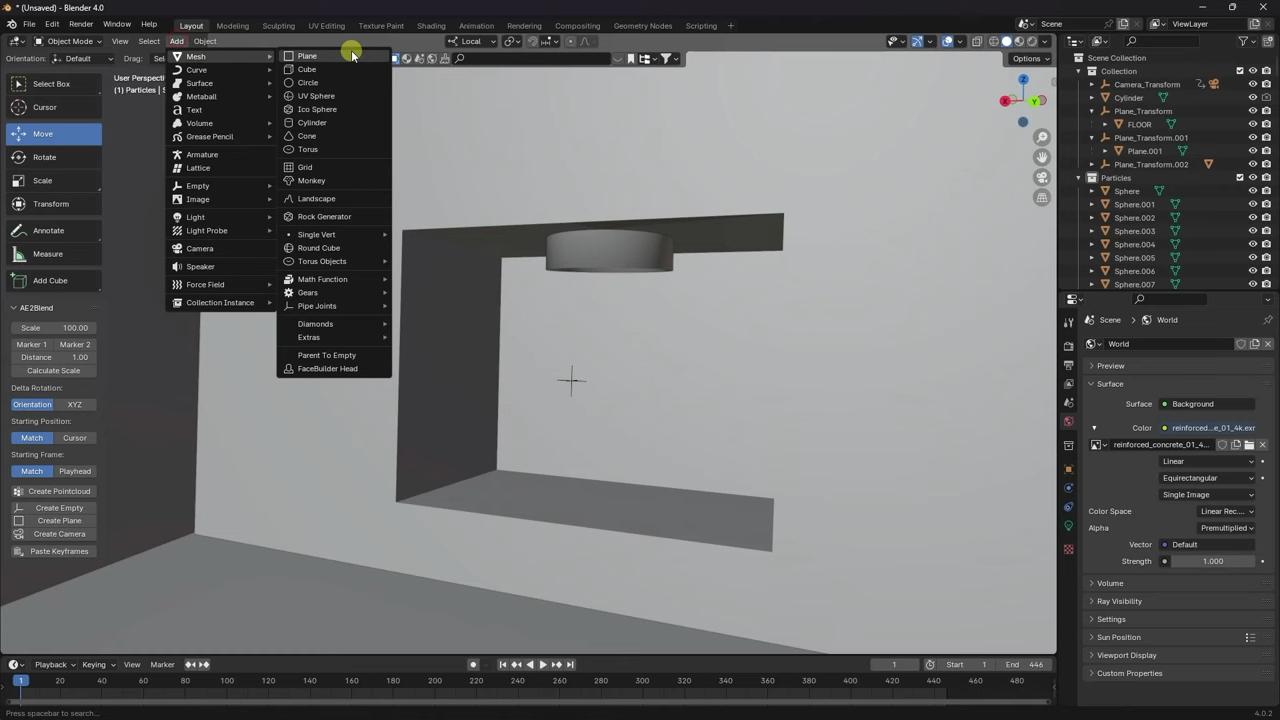 * (Unsaved) - Blender 4.0
File Edit Render Window Help Layout Modeling Sculpting UV Editing Texture Paint Shading Animation Rendering Compositing Geometry Nodes Scripting + Scene ViewLayer
Object Mode View Select Add Object Local
Orientation: Default Drag: Options
Select Box
Cursor
Move
Rotate
Scale
Transform
Annotate
Measure
Add Cube
AE2Blend
Scale 100.00
Marker 1 Marker 2
Distance 1.00
Calculate Scale
Delta Rotation:
Orientation XYZ
Starting Position:
Match Cursor
Starting Frame:
Match Playhead
Create Pointcloud
Create Empty
Create Plane
Create Camera
Paste Keyframes
User Perspective
(1) Particles |
Mesh
Curve
Surface
Metaball
Text
Volume
Grease Pencil
Armature
Lattice
Empty
Image
Light
Light Probe
Camera
Speaker
Force Field
Collection Instance
Plane
Cube
Circle
UV Sphere
Ico Sphere
Cylinder
Cone
Torus
Grid
Monkey
Landscape
Rock Generator
Single Vert
Round Cube
Torus Objects
Math Function
Gears
Pipe Joints
Diamonds
Extras
Parent To Empty
FaceBuilder Head
X Y Z
Scene Collection
Collection
Camera_Transform
Cylinder
Plane_Transform
FLOOR
Plane_Transform.001
Plane.001
Plane_Transform.002
Particles
Sphere
Sphere.001
Sphere.002
Sphere.003
Sphere.004
Sphere.005
Sphere.006
Sphere.007
Scene World
World
Preview
Surface
Surface Background
Color reinforced...e_01_4k.exr
reinforced_concrete_01_4...
Linear
Equirectangular
Single Image
Color Space Linear Rec....
Alpha Premultiplied
Vector Default
Strength 1.000
Volume
Ray Visibility
Settings
Sun Position
Viewport Display
Custom Properties
Playback Keying View Marker 1 Start 1 End 446
1 20 40 60 80 100 120 140 160 180 200 220 240 260 280 300 320 340 360 380 400 420 440 460 480
Press spacebar to search... 4.0.2